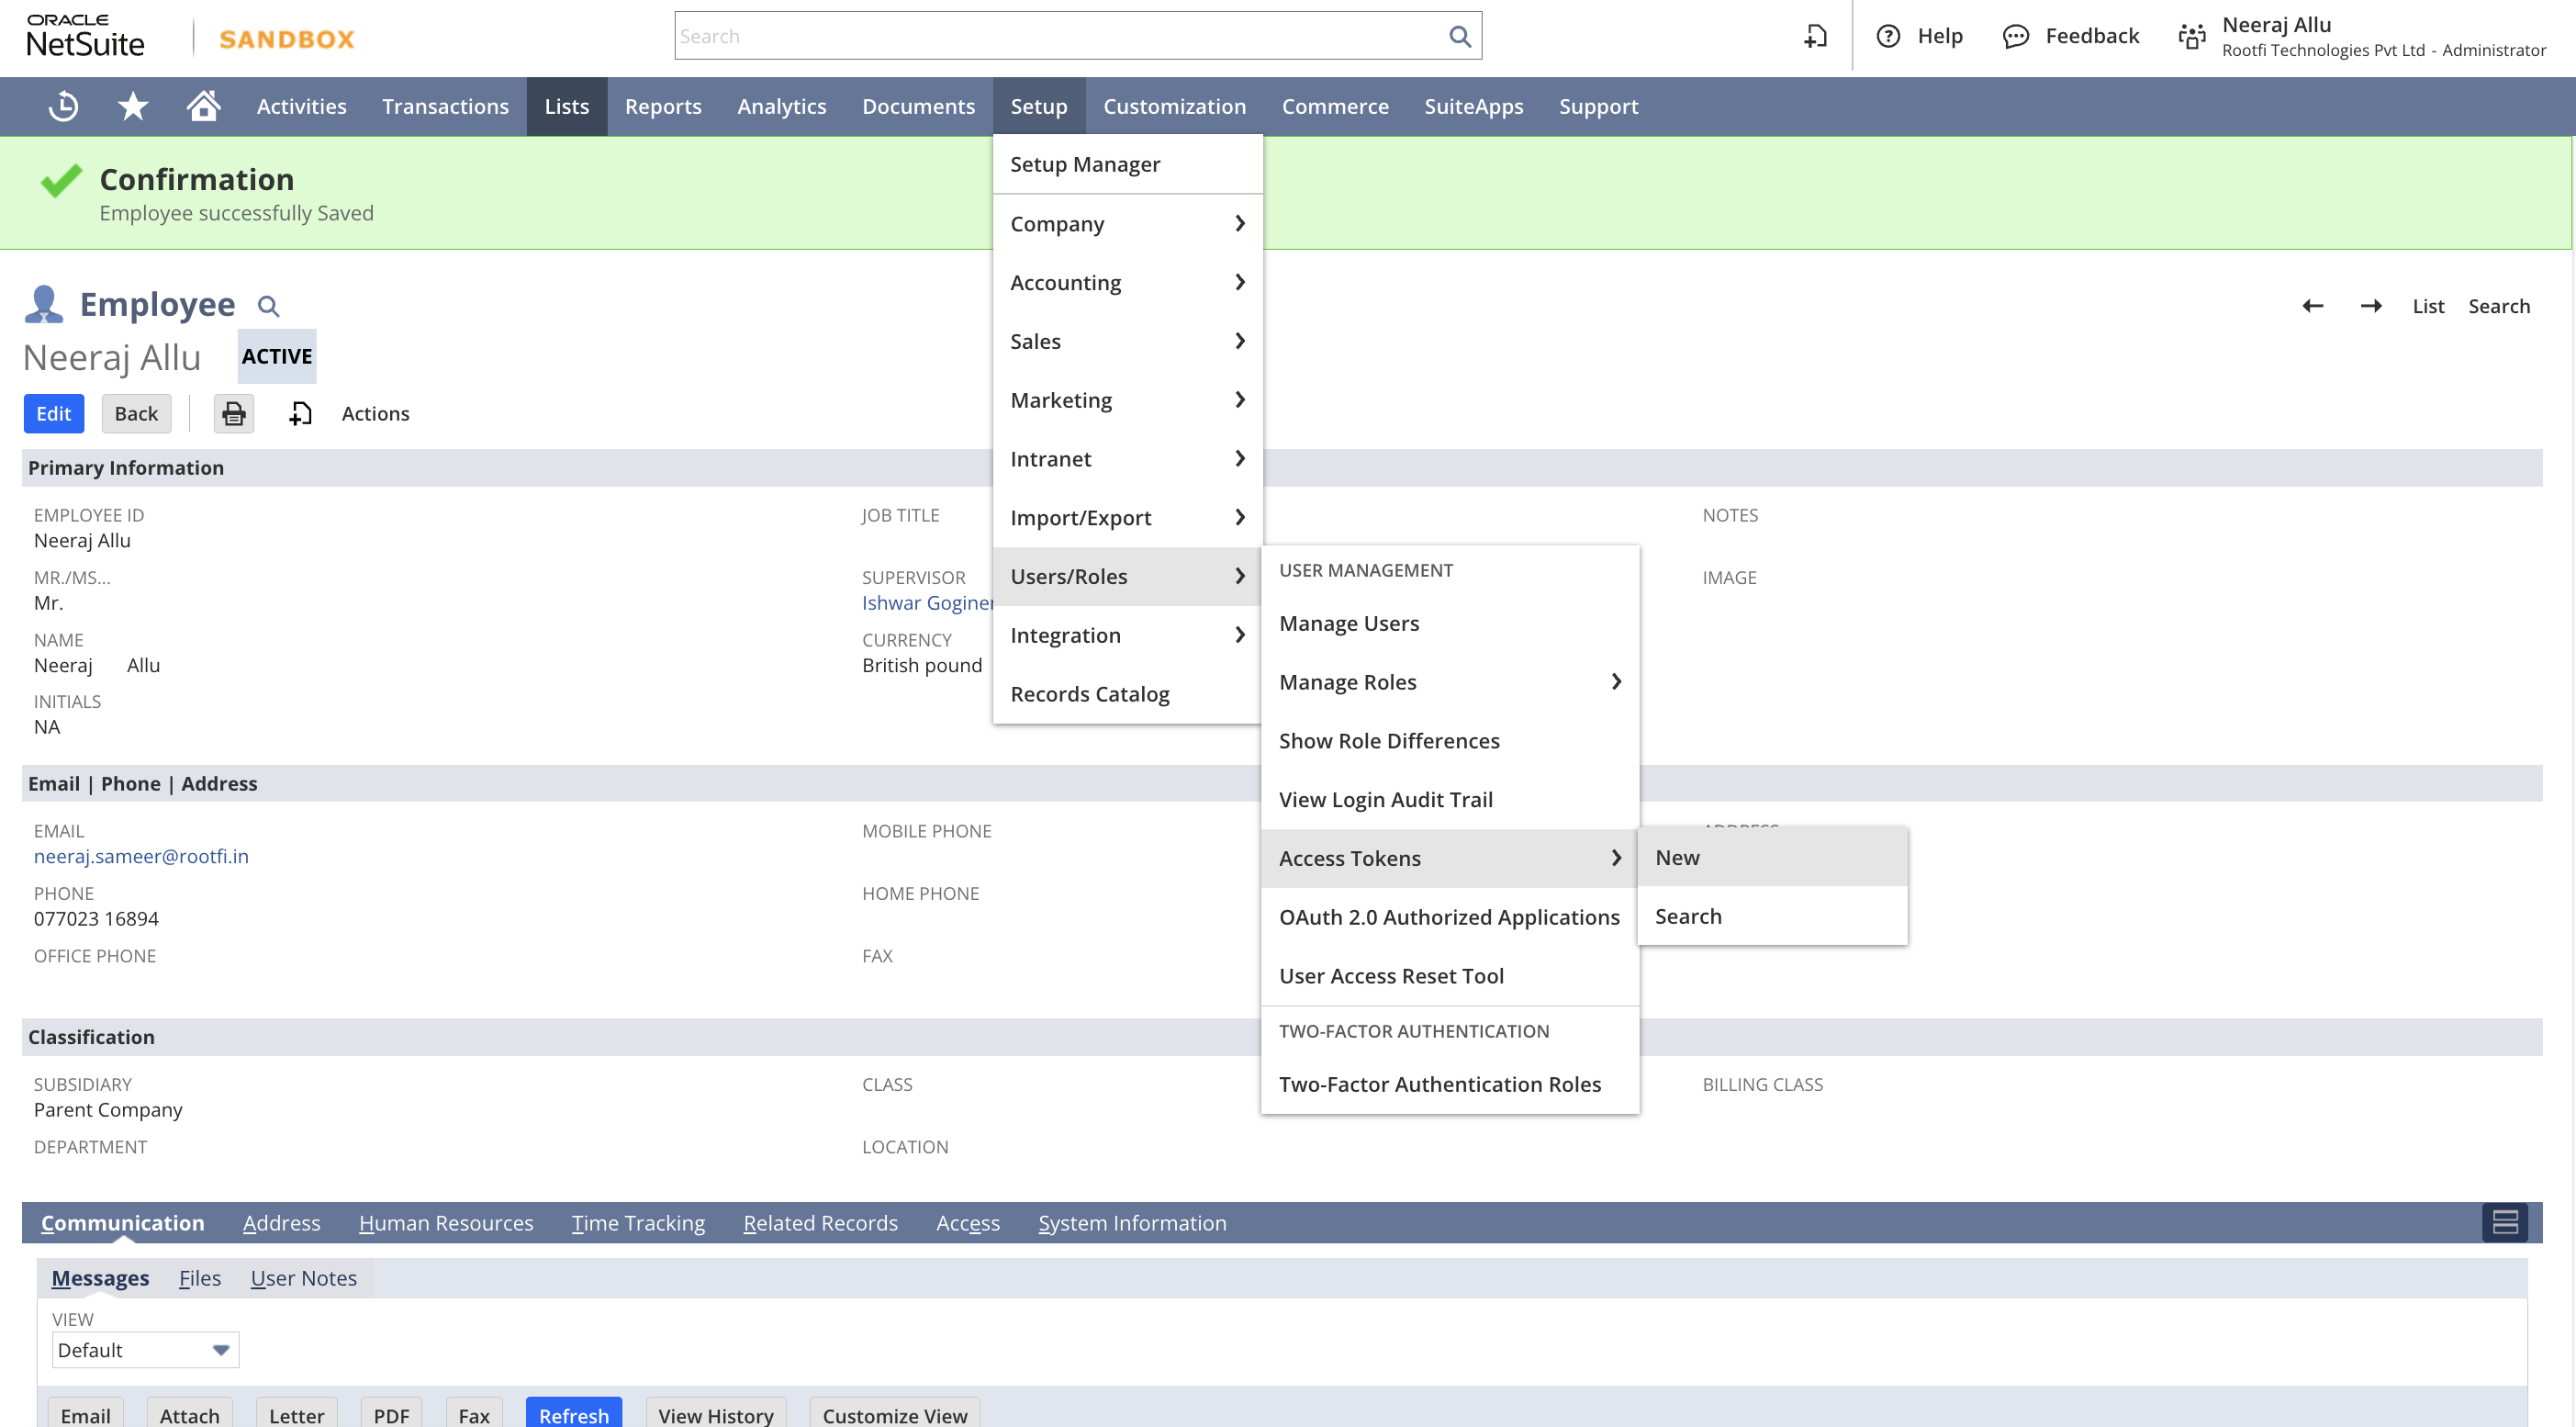 ORACLE
NetSuite
SANDBOX
Search
Help
Feedback
Neeraj Allu
Rootfi Technologies Pvt Ltd - Administrator
Activities
Transactions
Lists
Reports
Analytics
Documents
Setup
Customization
Commerce
SuiteApps
Support
Confirmation
Employee successfully Saved
Setup Manager
Company
Accounting
Sales
Marketing
Intranet
Import/Export
Users/Roles
Integration
Records Catalog
USER MANAGEMENT
Manage Users
Manage Roles
Show Role Differences
View Login Audit Trail
Access Tokens
OAuth 2.0 Authorized Applications
User Access Reset Tool
TWO-FACTOR AUTHENTICATION
Two-Factor Authentication Roles
New
Search
Employee
List
Search
Neeraj Allu
ACTIVE
Edit
Back
Actions
Primary Information
EMPLOYEE ID
Neeraj Allu
MR./MS...
Mr.
NAME
Neeraj Allu
INITIALS
NA
JOB TITLE
SUPERVISOR
Ishwar
CURRENCY
British pound
NOTES
IMAGE
Email | Phone | Address
EMAIL
neeraj.sameer@rootfi.in
PHONE
077023 16894
OFFICE PHONE
MOBILE PHONE
HOME PHONE
FAX
Classification
SUBSIDIARY
Parent Company
DEPARTMENT
CLASS
LOCATION
BILLING CLASS
Communication
Address
Human Resources
Time Tracking
Related Records
Access
System Information
Messages
Files
User Notes
VIEW
Default
Email
Attach
Letter
PDF
Fax
Refresh
View History
Customize View